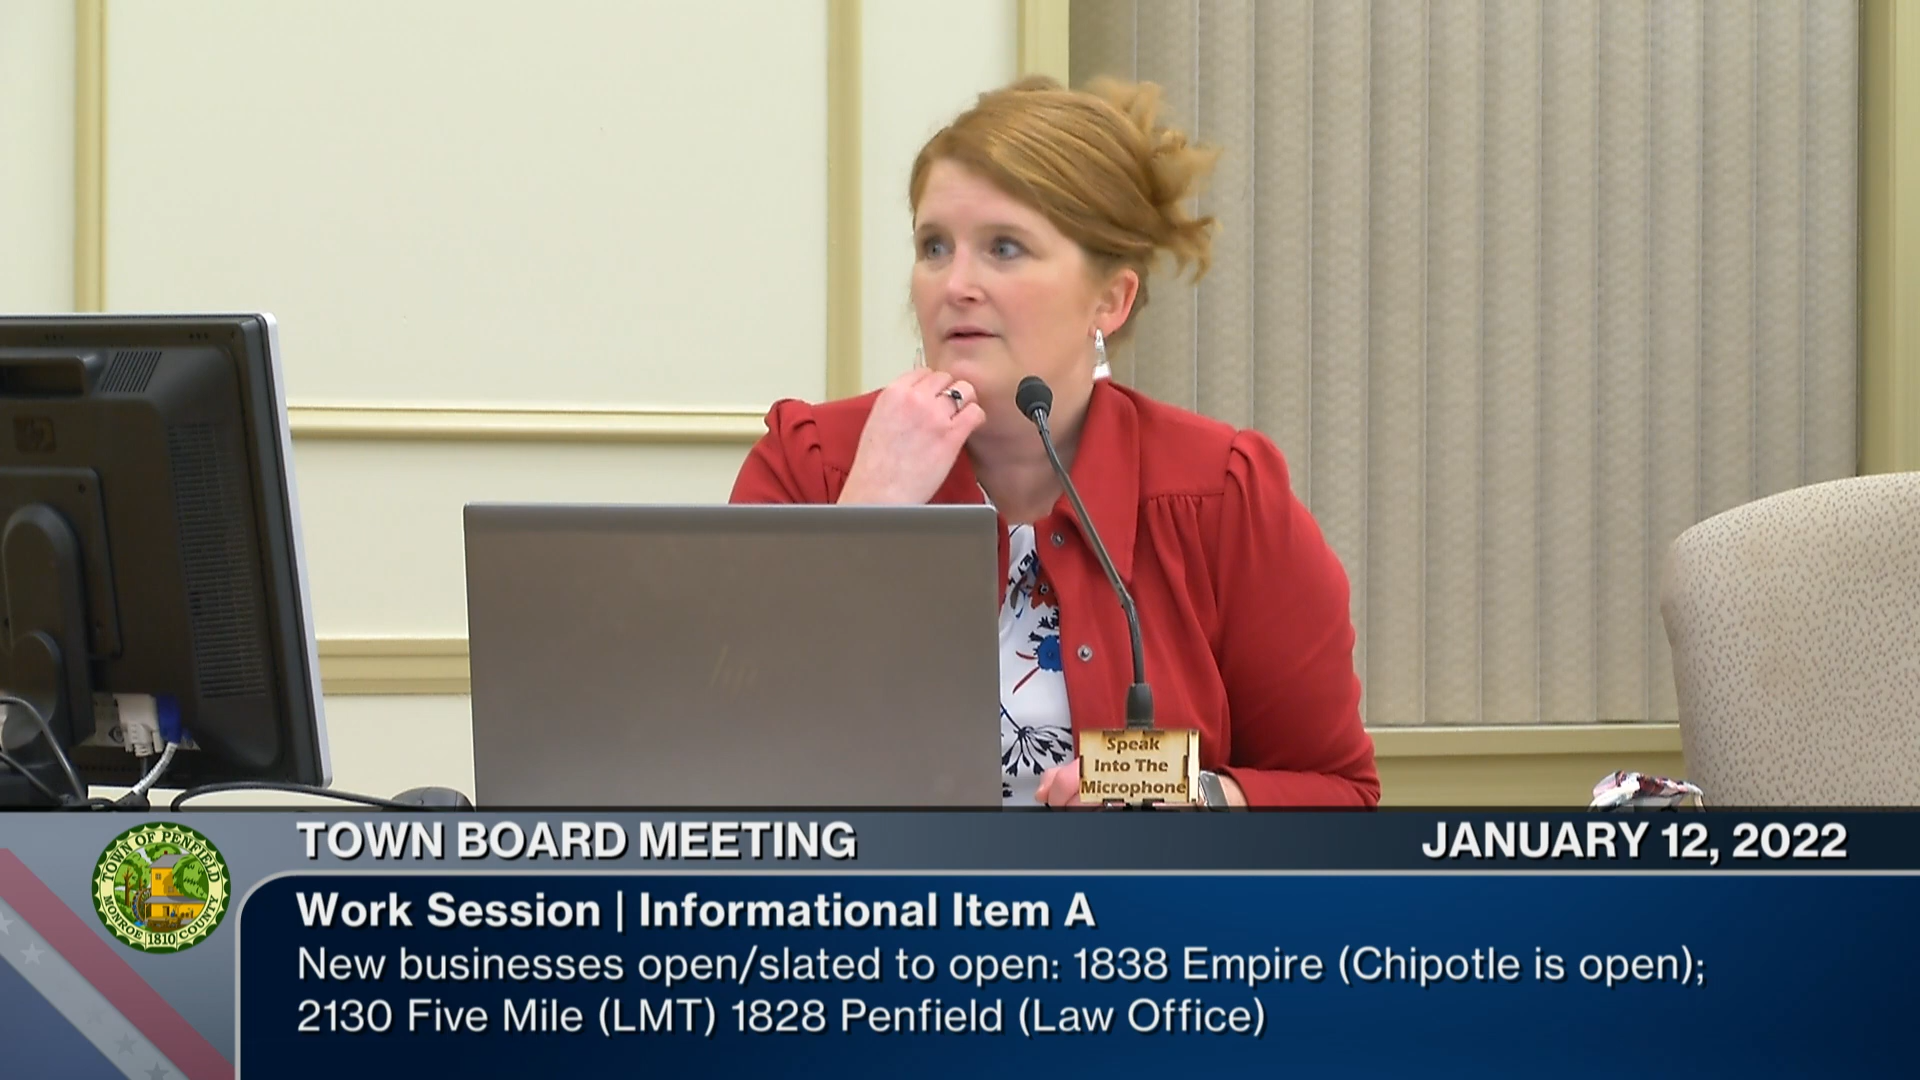 hp
Speak
Into The
Microphone
TOWN BOARD MEETING
JANUARY 12, 2022
TOWN OF PENFIELD
MONROE COUNTY
1810
Work Session | Informational Item A
New businesses open/slated to open: 1838 Empire (Chipotle is open);
2130 Five Mile (LMT) 1828 Penfield (Law Office)